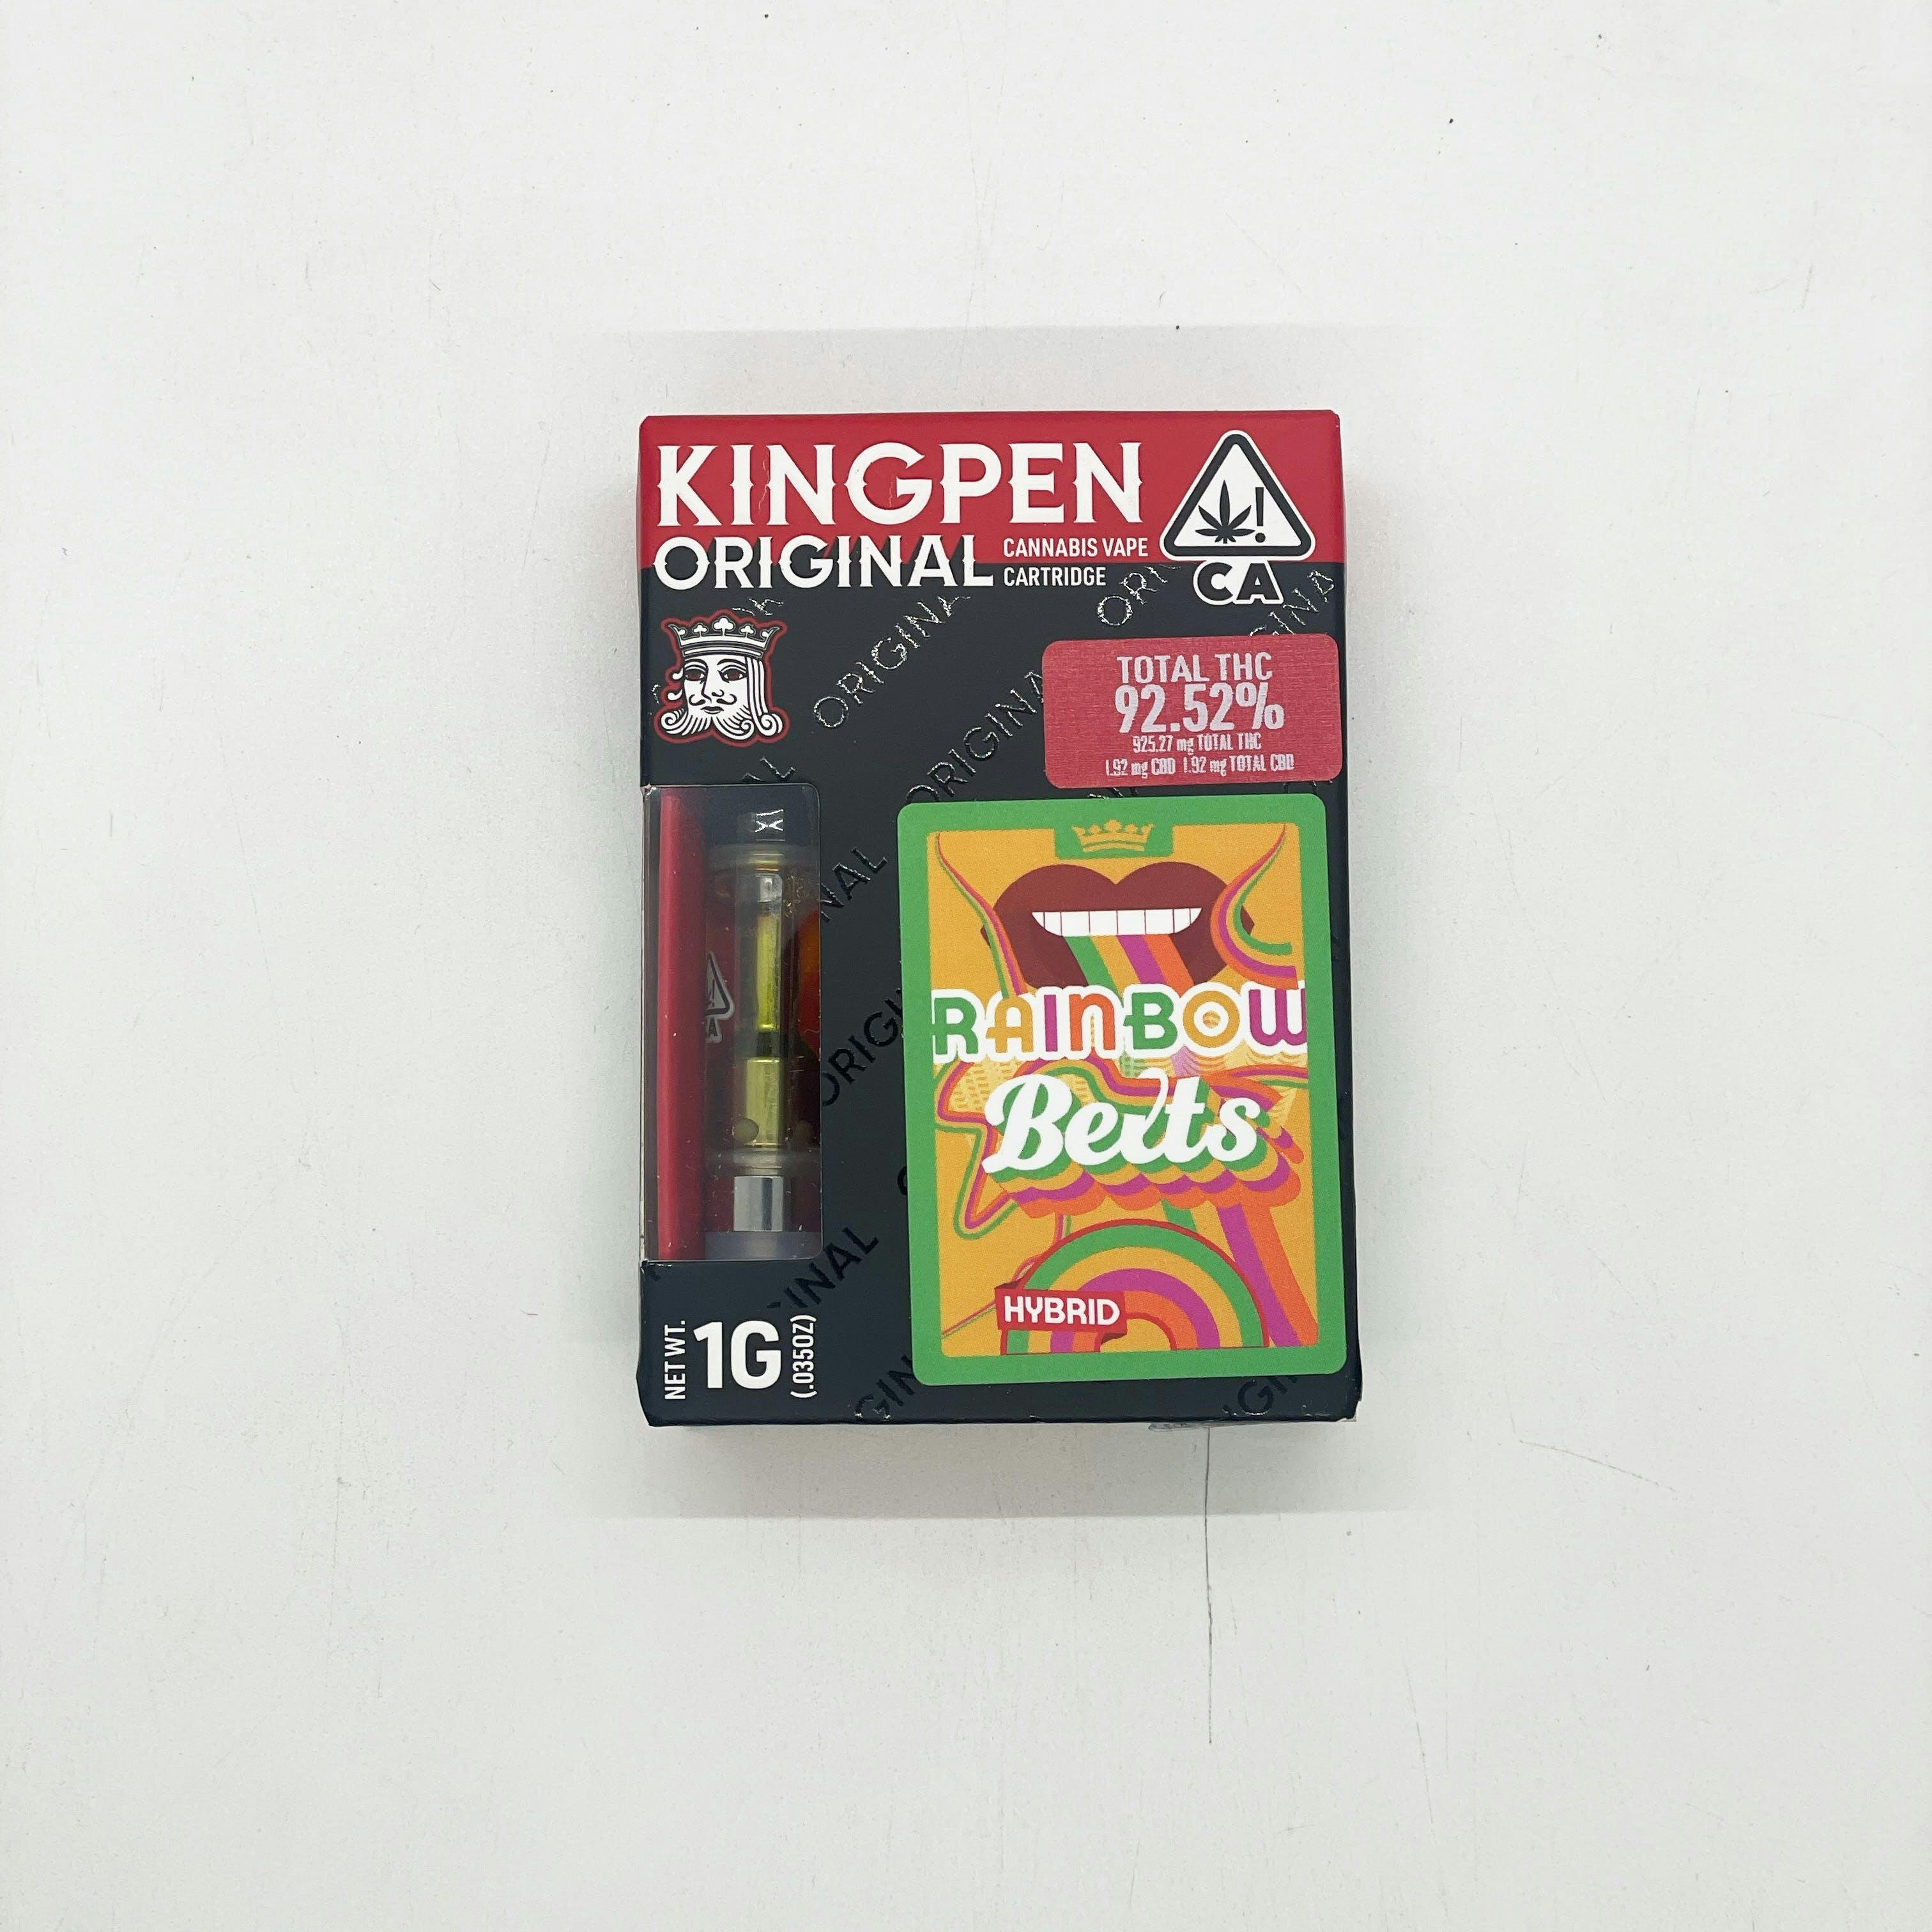 KINGPEN
ORIGINAL
CANNABIS VAPE
CARTRIDGE
CA
ORIGINAL
ORIGINAL
TOTAL THC
92.52%
925.27 mg TOTAL THC
1.92 mg CBD 1.92 mg TOTAL CBD
RAINBOW
Belts
HYBRID
NET WT.
1G
(.035OZ)